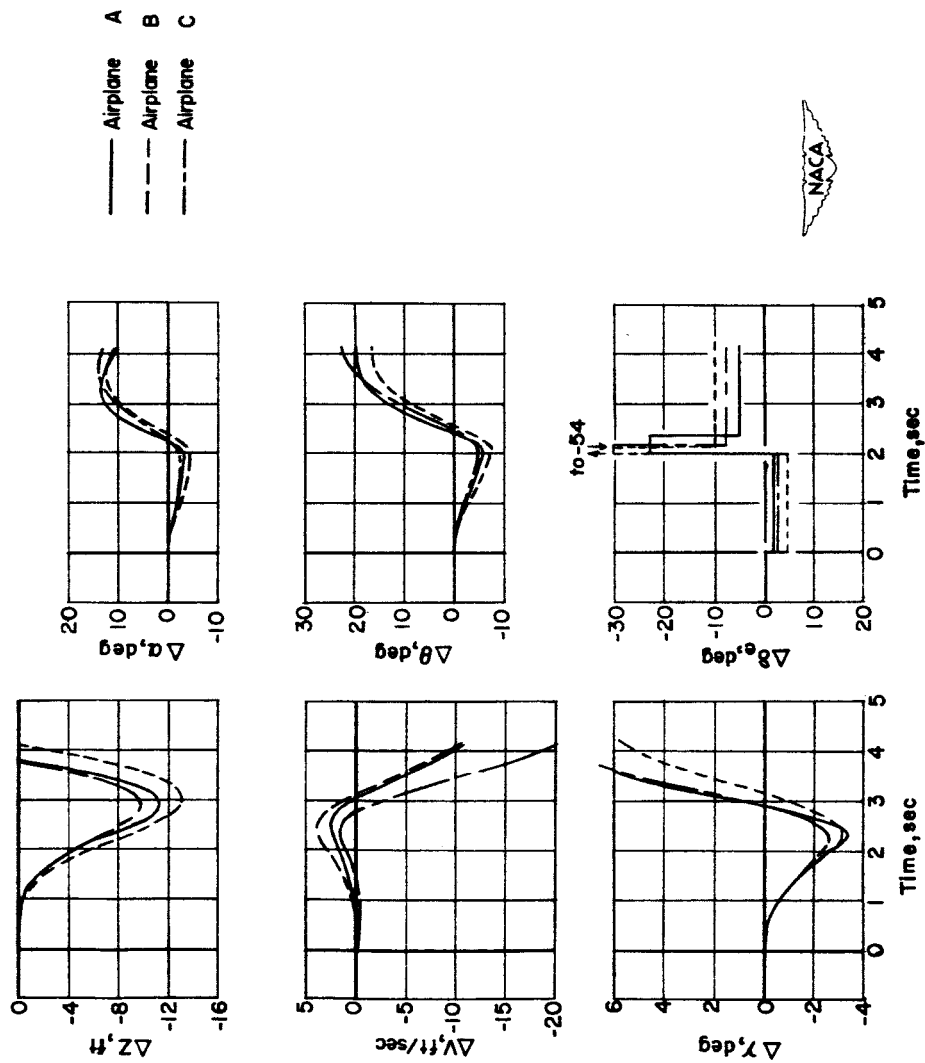 Airplane A
Airplane B
Airplane C
0
-4
-8
-12
-16
ΔZ, ft
20
10
0
-10
Δα, deg
5
0
-5
-10
-15
-20
ΔV, ft/sec
30
20
10
0
-10
Δθ, deg
6
4
2
0
-2
-4
Δγ, deg
0 1 2 3 4 5
Time, sec
to -54
-30
-20
-10
0
10
20
Δδe, deg
0 1 2 3 4 5
Time, sec
NACA